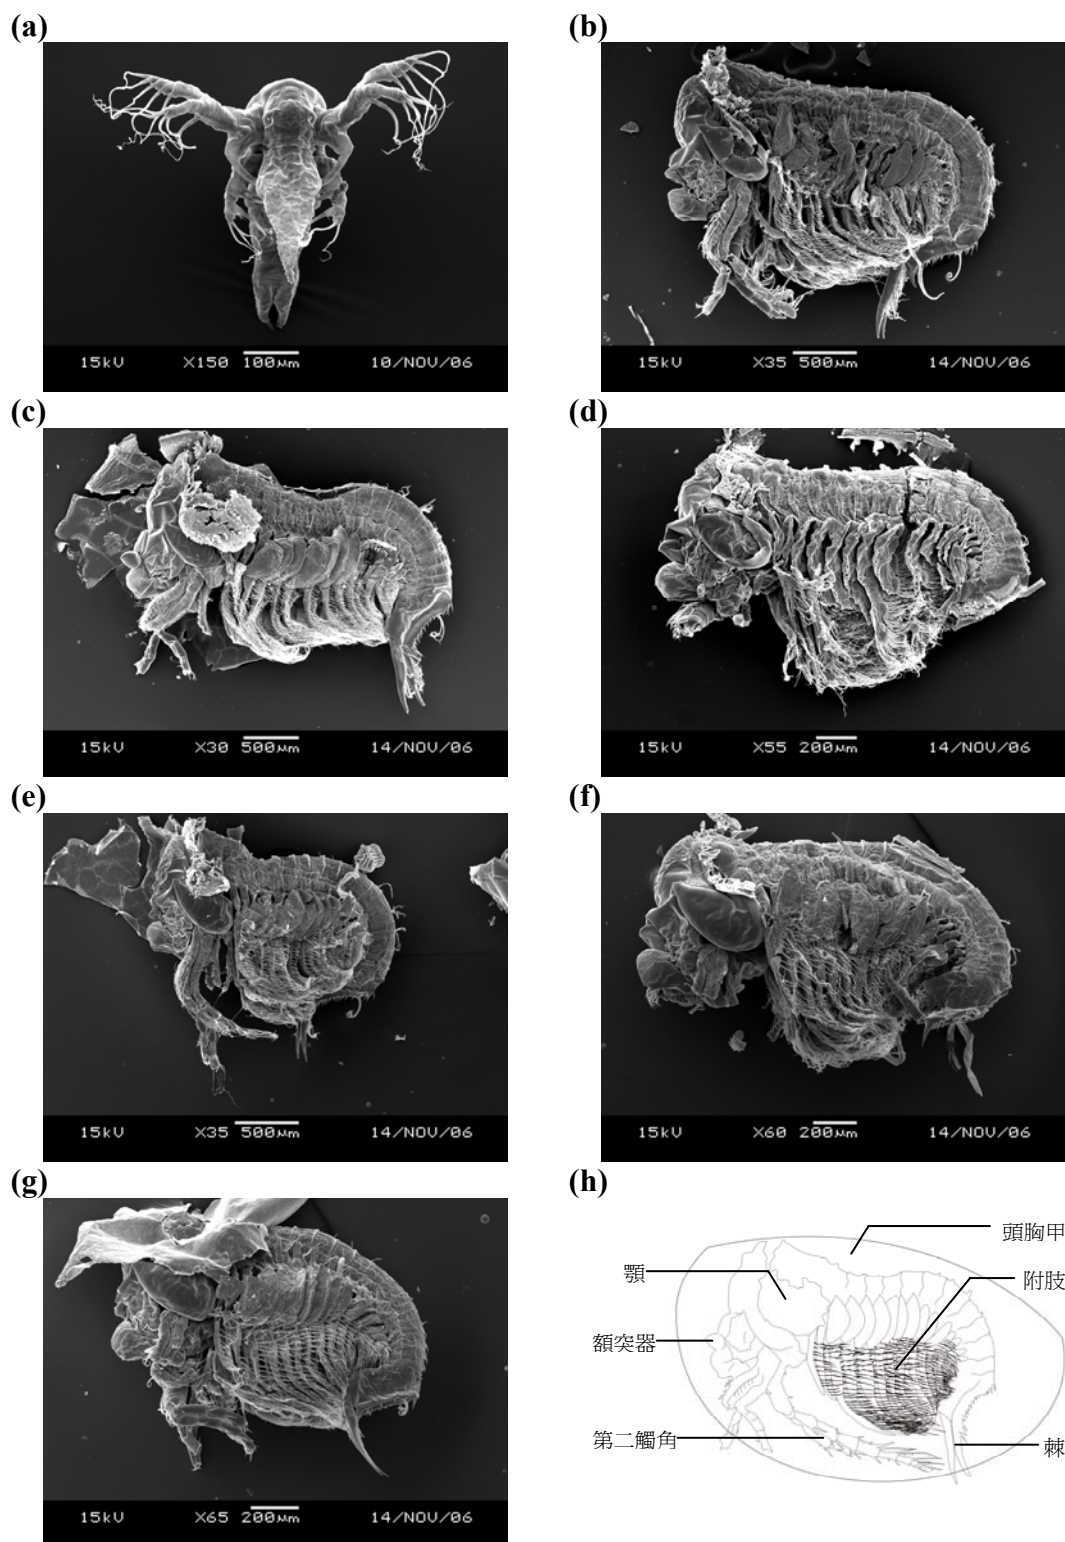 (a)
(b)
15kV X150 100μm 10/NOV/06
15kV X35 500μm 14/NOV/06
(c)
(d)
15kV X30 500μm 14/NOV/06
15kV X55 200μm 14/NOV/06
(e)
(f)
15kV X35 500μm 14/NOV/06
15kV X60 200μm 14/NOV/06
(g)
(h)
頭胸甲
顎
附肢
額突器
第二觸角
棘
15kV X65 200μm 14/NOV/06